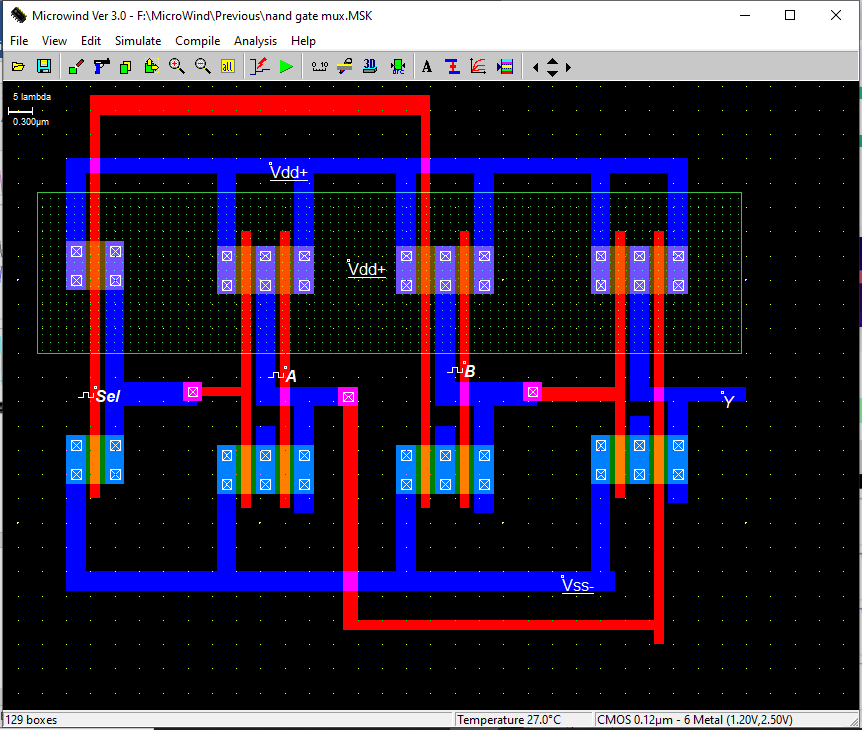 Microwind Ver 3.0 - F:\MicroWind\Previous\nand gate mux.MSK
File View Edit Simulate Compile Analysis Help
all 3D DRC A
5 lambda
0.300µm
Vdd+
Vdd+
A
B
Sel
Y
Vss-
129 boxes
Temperature 27.0°C
CMOS 0.12µm - 6 Metal (1.20V,2.50V)